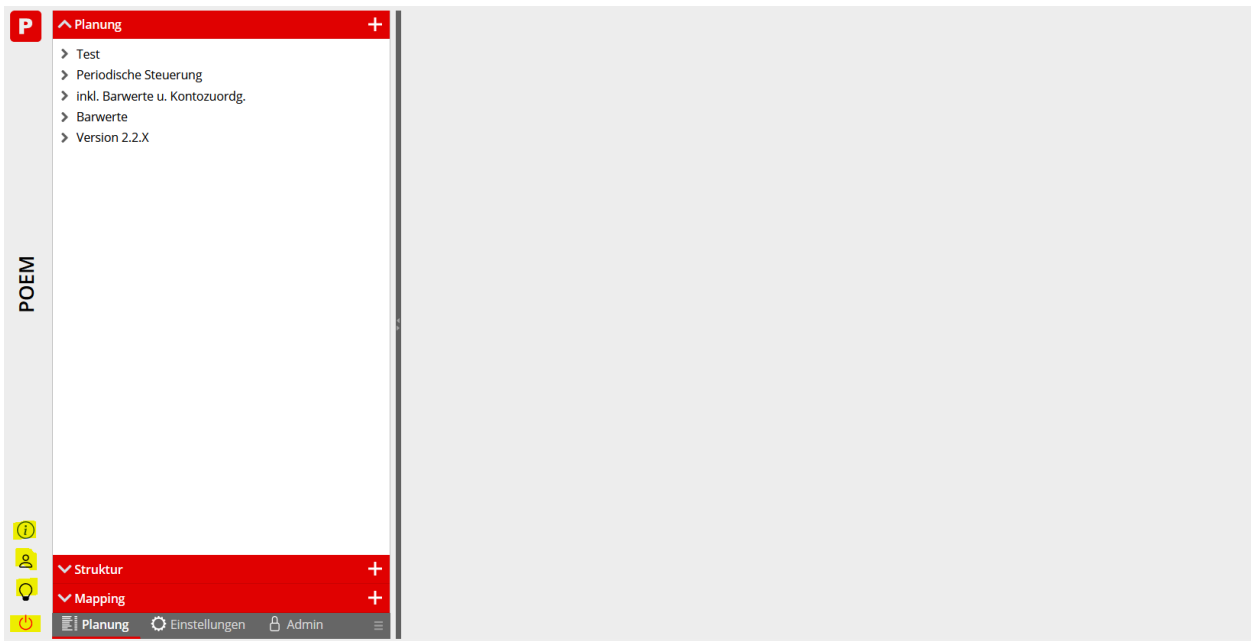 P
Planung
Test
Periodische Steuerung
inkl. Barwerte u. Kontozuordg.
Barwerte
Version 2.2.X
POEM
Struktur
Mapping
Planung Einstellungen Admin